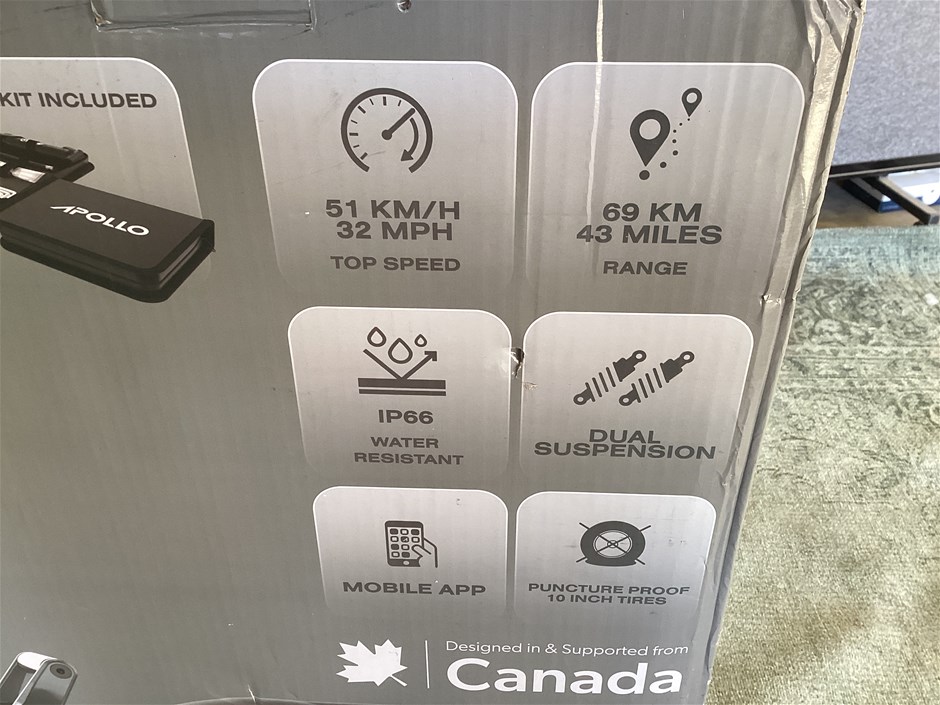 KIT INCLUDED
APOLLO
51 KM/H
32 MPH
TOP SPEED
69 KM
43 MILES
RANGE
IP66
WATER
RESISTANT
DUAL
SUSPENSION
MOBILE APP
PUNCTURE PROOF
10 INCH TIRES
Designed in & Supported from
Canada